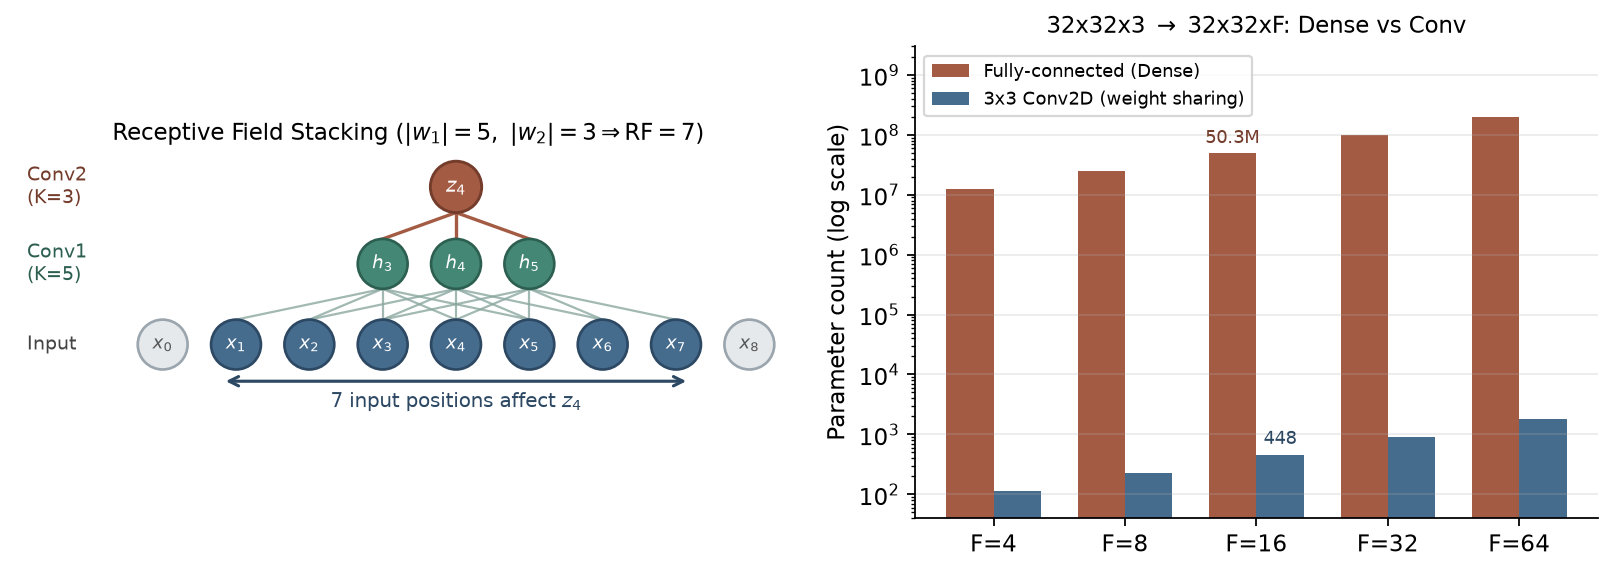 Receptive Field Stacking (|w₁| = 5, |w₂| = 3 ⇒ RF = 7)
Conv2
(K=3)
z₄
Conv1
(K=5)
h₃ h₄ h₅
Input
x₀ x₁ x₂ x₃ x₄ x₅ x₆ x₇ x₈
7 input positions affect z₄
32x32x3 → 32x32xF: Dense vs Conv
Fully-connected (Dense)
3x3 Conv2D (weight sharing)
Parameter count (log scale)
10⁹
10⁸
10⁷
10⁶
10⁵
10⁴
10³
10²
50.3M
448
F=4 F=8 F=16 F=32 F=64